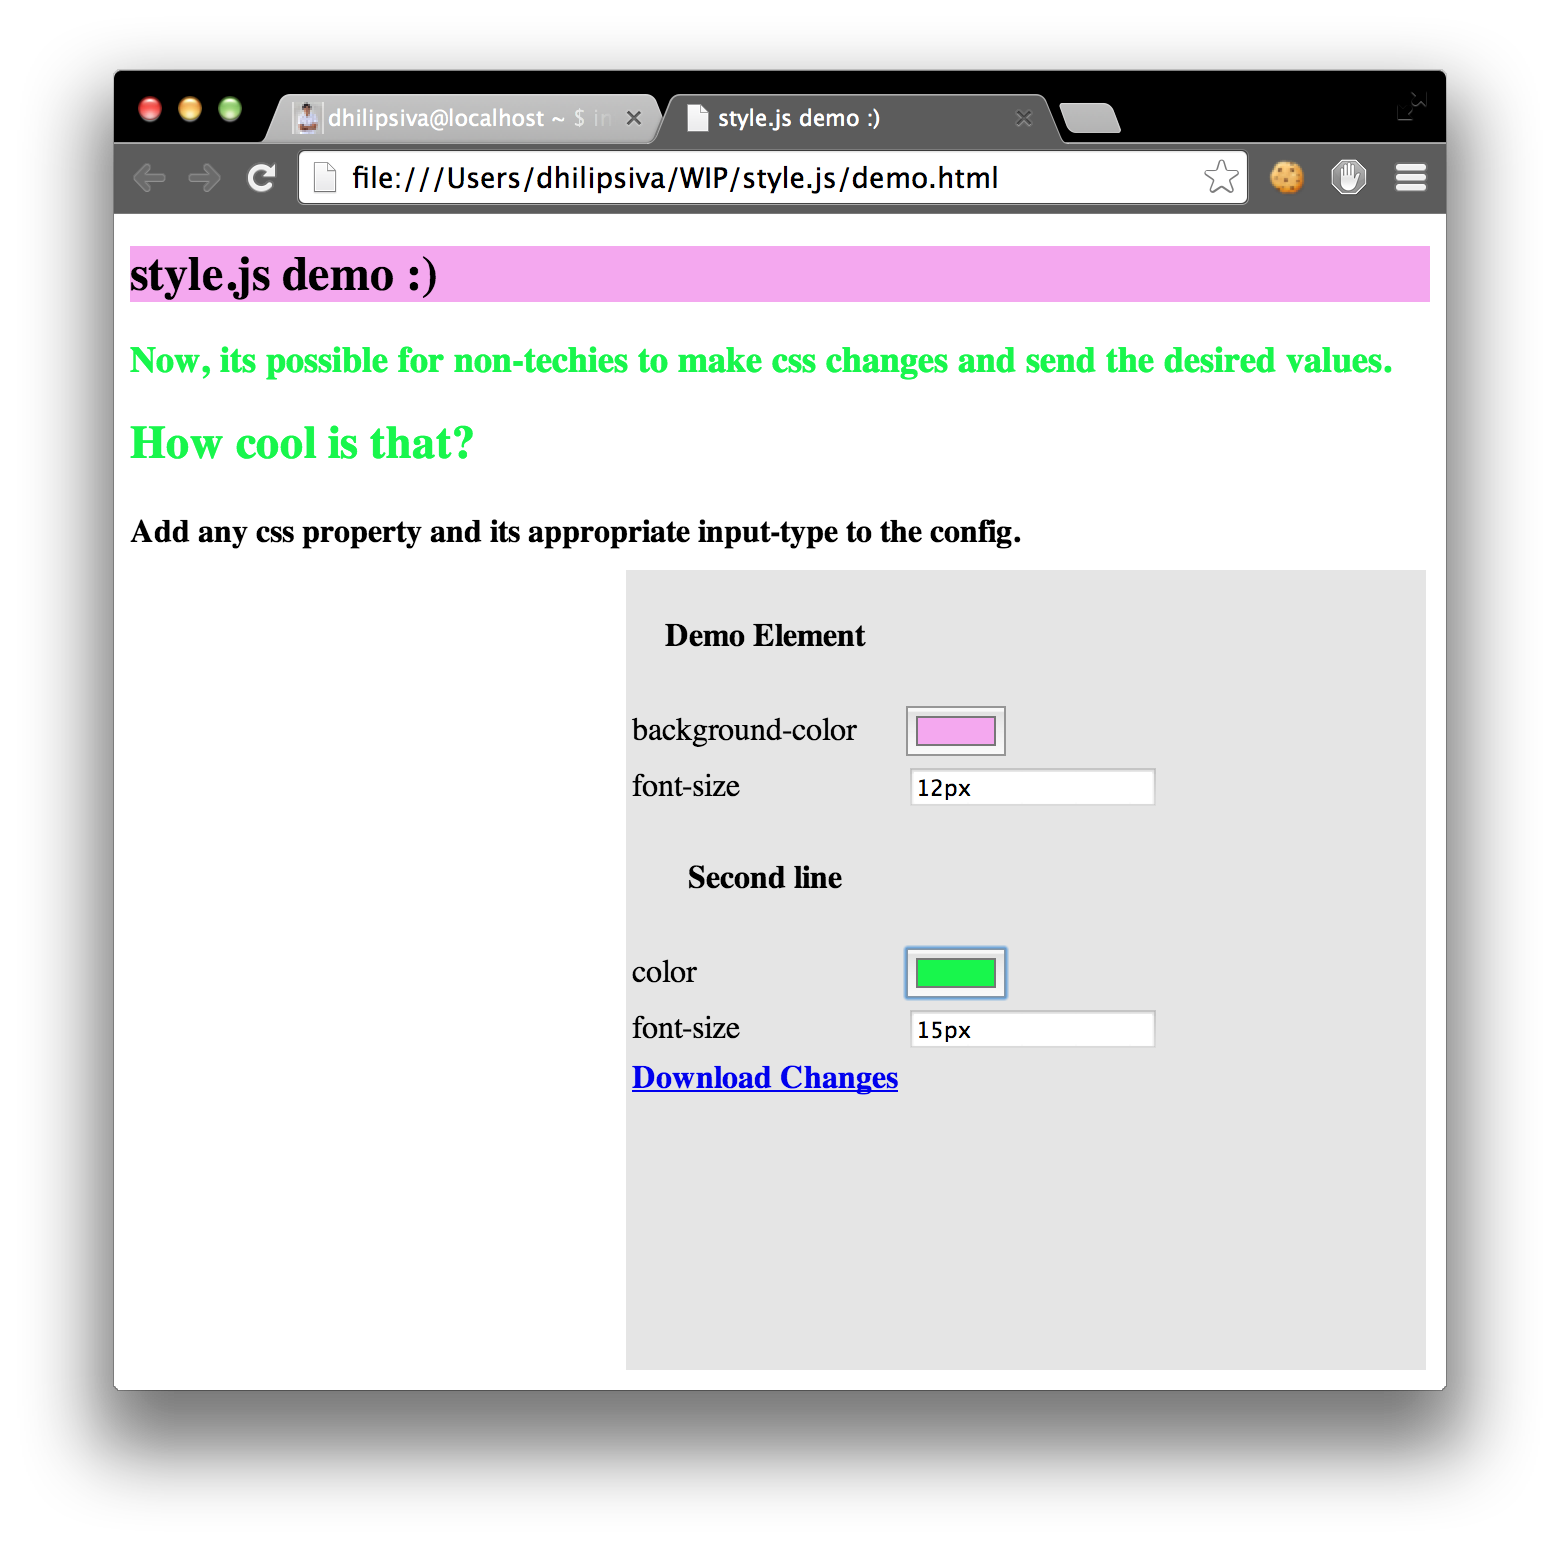 dhilipsiva@localhost ~ $ in
style.js demo :)
file:///Users/dhilipsiva/WIP/style.js/demo.html
style.js demo :)
Now, its possible for non-techies to make css changes and send the desired values.
How cool is that?
Add any css property and its appropriate input-type to the config.
Demo Element
background-color
font-size 12px
Second line
color
font-size 15px
Download Changes